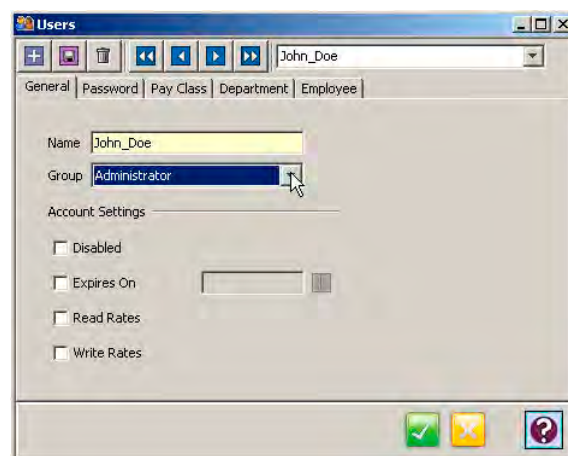 Users
John_Doe
General Password Pay Class Department Employee
Name John_Doe
Group Administrator
Account Settings
Disabled
Expires On
Read Rates
Write Rates